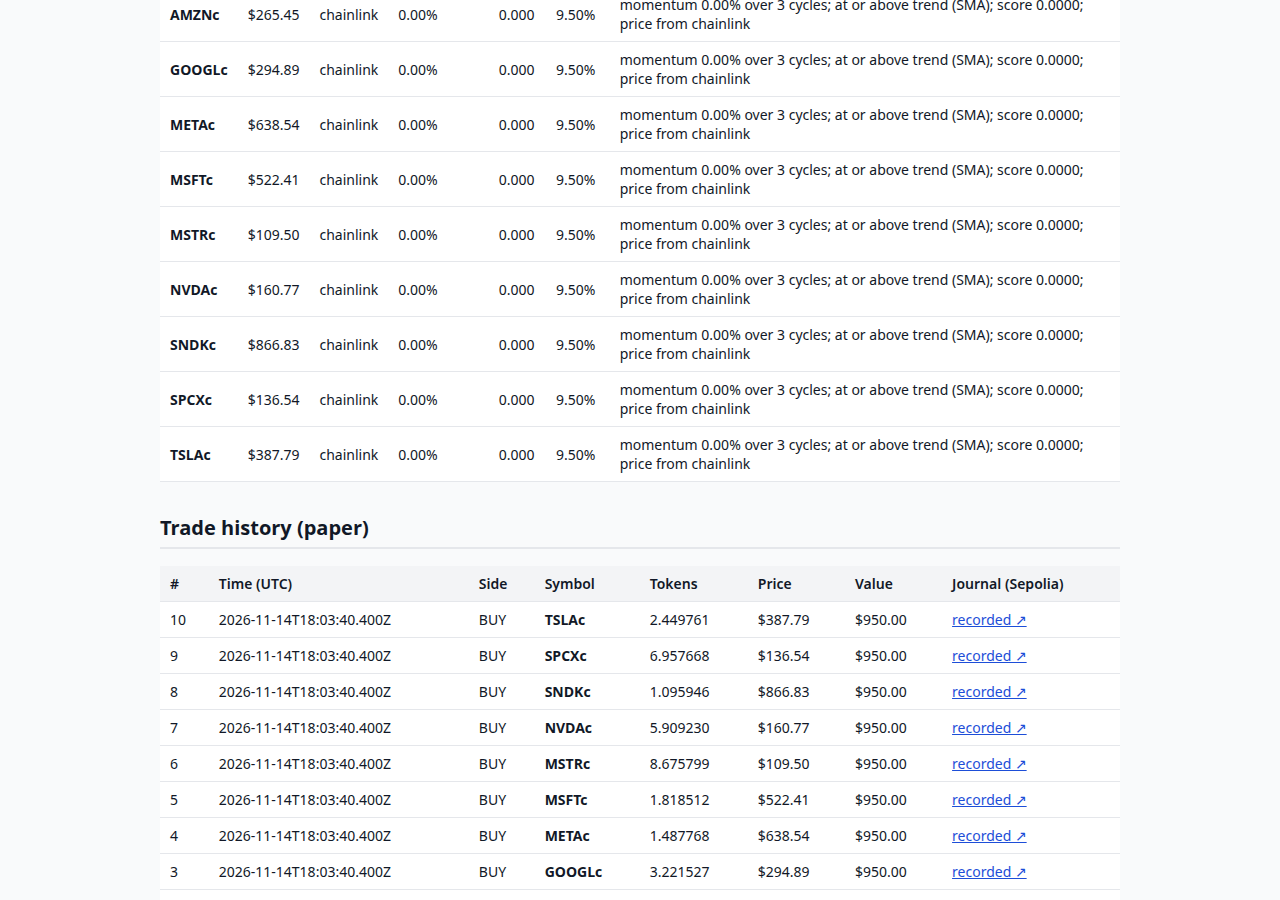 AMZNc $265.45 chainlink 0.00% 0.000 9.50% momentum 0.00% over 3 cycles; at or above trend (SMA); score 0.0000;
price from chainlink
GOOGLc $294.89 chainlink 0.00% 0.000 9.50% momentum 0.00% over 3 cycles; at or above trend (SMA); score 0.0000;
price from chainlink
METAc $638.54 chainlink 0.00% 0.000 9.50% momentum 0.00% over 3 cycles; at or above trend (SMA); score 0.0000;
price from chainlink
MSFTc $522.41 chainlink 0.00% 0.000 9.50% momentum 0.00% over 3 cycles; at or above trend (SMA); score 0.0000;
price from chainlink
MSTRc $109.50 chainlink 0.00% 0.000 9.50% momentum 0.00% over 3 cycles; at or above trend (SMA); score 0.0000;
price from chainlink
NVDAc $160.77 chainlink 0.00% 0.000 9.50% momentum 0.00% over 3 cycles; at or above trend (SMA); score 0.0000;
price from chainlink
SNDKc $866.83 chainlink 0.00% 0.000 9.50% momentum 0.00% over 3 cycles; at or above trend (SMA); score 0.0000;
price from chainlink
SPCXc $136.54 chainlink 0.00% 0.000 9.50% momentum 0.00% over 3 cycles; at or above trend (SMA); score 0.0000;
price from chainlink
TSLAc $387.79 chainlink 0.00% 0.000 9.50% momentum 0.00% over 3 cycles; at or above trend (SMA); score 0.0000;
price from chainlink
Trade history (paper)
# Time (UTC) Side Symbol Tokens Price Value Journal (Sepolia)
10 2026-11-14T18:03:40.400Z BUY TSLAc 2.449761 $387.79 $950.00 recorded ↗
9 2026-11-14T18:03:40.400Z BUY SPCXc 6.957668 $136.54 $950.00 recorded ↗
8 2026-11-14T18:03:40.400Z BUY SNDKc 1.095946 $866.83 $950.00 recorded ↗
7 2026-11-14T18:03:40.400Z BUY NVDAc 5.909230 $160.77 $950.00 recorded ↗
6 2026-11-14T18:03:40.400Z BUY MSTRc 8.675799 $109.50 $950.00 recorded ↗
5 2026-11-14T18:03:40.400Z BUY MSFTc 1.818512 $522.41 $950.00 recorded ↗
4 2026-11-14T18:03:40.400Z BUY METAc 1.487768 $638.54 $950.00 recorded ↗
3 2026-11-14T18:03:40.400Z BUY GOOGLc 3.221527 $294.89 $950.00 recorded ↗